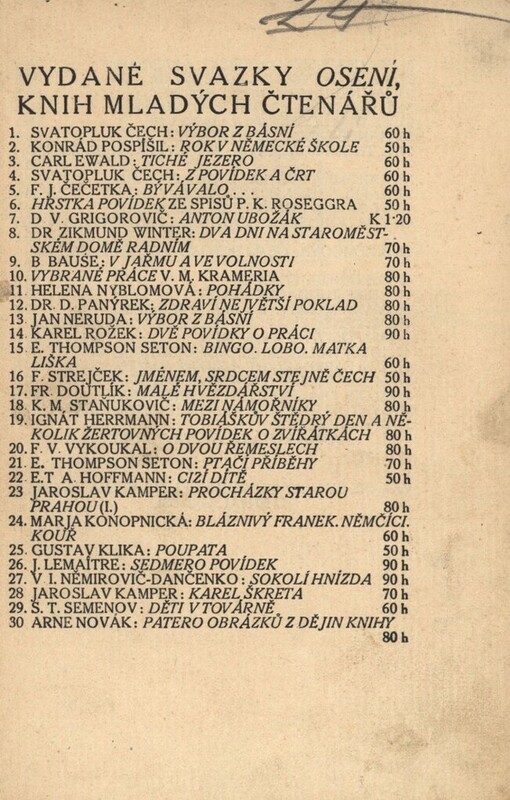 24
VYDANÉ SVAZKY OSENÍ,
KNIH MLADÝCH ČTENÁŘŮ
1. SVATOPLUK ČECH: VÝBOR Z BÁSNÍ 60 h
2. KONRÁD POSPÍŠIL: ROK V NĚMECKÉ ŠKOLE 50 h
3. CARL EWALD: TICHÉ JEZERO 60 h
4. SVATOPLUK ČECH: Z POVÍDEK A ČRT 60 h
5. F. J. ČEČETKA: BÝVÁVALO... 60 h
6. HRSTKA POVÍDEK ZE SPISŮ P. K. ROSEGGRA 50 h
7. D V. GRIGOROVIČ: ANTON UBOŽÁK K 1·20
8. DR ZIKMUND WINTER: DVA DNI NA STAROMĚST-
SKÉM DOMĚ RADNÍM 70 h
9. B BAUŠE: V JAŘMU A VE VOLNOSTI 70 h
10. VYBRANÉ PRÁCE V. M. KRAMERIA 80 h
11 HELENA NYBLOMOVÁ: POHÁDKY 80 h
12. DR. D. PANÝREK: ZDRAVÍ NEJVĚTŠÍ POKLAD 80 h
13 JAN NERUDA: VÝBOR Z BÁSNÍ 80 h
14 KAREL ROŽEK: DVĚ POVÍDKY O PRÁCI 90 h
15 E. THOMPSON SETON: BINGO. LOBO. MATKA
LIŠKA 60 h
16 F. STREJČEK: JMÉNEM, SRDCEM STEJNĚ ČECH 50 h
17. FR. DOUTLÍK: MALÉ HVĚZDÁŘSTVÍ 90 h
18. K. M. STAŇUKOVIČ: MEZI NÁMOŘNÍKY 80 h
19. IGNÁT HERRMANN: TOBIÁŠKŮV ŠTĚDRÝ DEN A NĚ-
KOLIK ŽERTOVNÝCH POVÍDEK O ZVÍŘÁTKÁCH 80 h
20. F. V. VYKOUKAL: O DVOU ŘEMESLECH 80 h
21. E. THOMPSON SETON: PTAČÍ PŘÍBĚHY 70 h
22 E.T A. HOFFMANN: CIZÍ DÍTĚ 50 h
23 JAROSLAV KAMPER: PROCHÁZKY STAROU
PRAHOU (I.) 80 h
24. MARJA KONOPNICKÁ: BLÁZNIVÝ FRANEK. NĚMČÍCI.
KOUŘ 60 h
25. GUSTAV KLIKA: POUPATA 50 h
26. J. LEMAÎTRE: SEDMERO POVÍDEK 90 h
27. V I. NĚMIROVIČ-DANČENKO: SOKOLÍ HNÍZDA 90 h
28 JAROSLAV KAMPER: KAREL ŠKRETA 70 h
29. S. T. SEMENOV: DĚTI V TOVÁRNĚ 60 h
30 ARNE NOVÁK: PATERO OBRÁZKŮ Z DĚJIN KNIHY
80 h